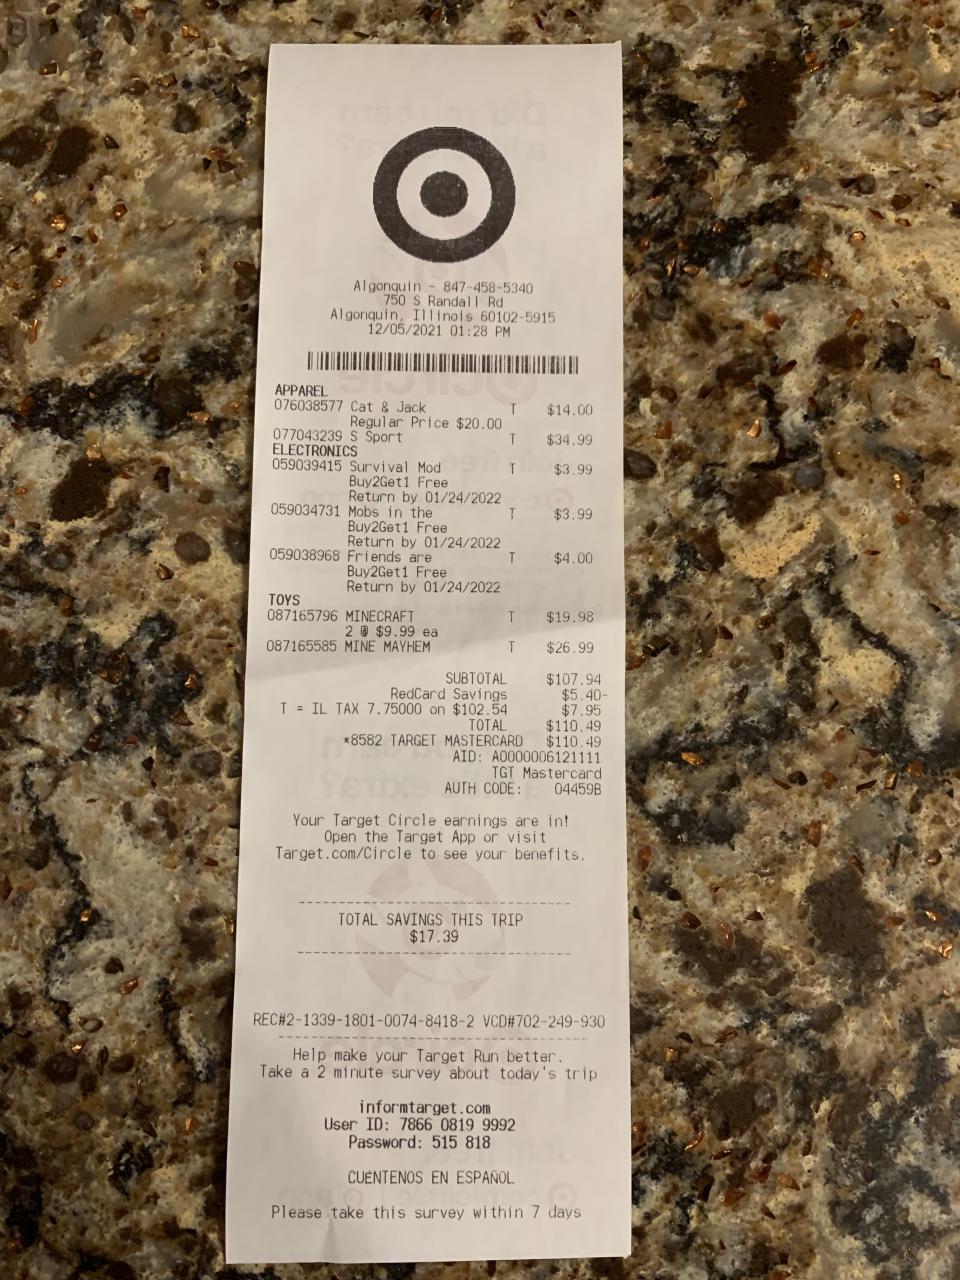 Algonquin - 847-458-5340
750 S Randall Rd
Algonquin, Illinois 60102-5915
12/05/2021 01:28 PM
APPAREL
076038577 Cat & Jack T $14.00
Regular Price $20.00
077043239 S Sport T $34.99
ELECTRONICS
059039415 Survival Mod T $3.99
Buy2Get1 Free
Return by 01/24/2022
059034731 Mobs in the T $3.99
Buy2Get1 Free
Return by 01/24/2022
059038968 Friends are T $4.00
Buy2Get1 Free
Return by 01/24/2022
TOYS
087165796 MINECRAFT T $19.98
2 @ $9.99 ea
087165585 MINE MAYHEM T $26.99
SUBTOTAL $107.94
RedCard Savings $5.40-
T = IL TAX 7.75000 on $102.54 $7.95
TOTAL $110.49
*8582 TARGET MASTERCARD $110.49
AID: A0000006121111
TGT Mastercard
AUTH CODE: 04459B
Your Target Circle earnings are in!
Open the Target App or visit
Target.com/Circle to see your benefits.
TOTAL SAVINGS THIS TRIP
$17.39
REC#2-1339-1801-0074-8418-2 VCD#702-249-930
Help make your Target Run better.
Take a 2 minute survey about today's trip
informtarget.com
User ID: 7866 0819 9992
Password: 515 818
CUÉNTENOS EN ESPAÑOL
Please take this survey within 7 days